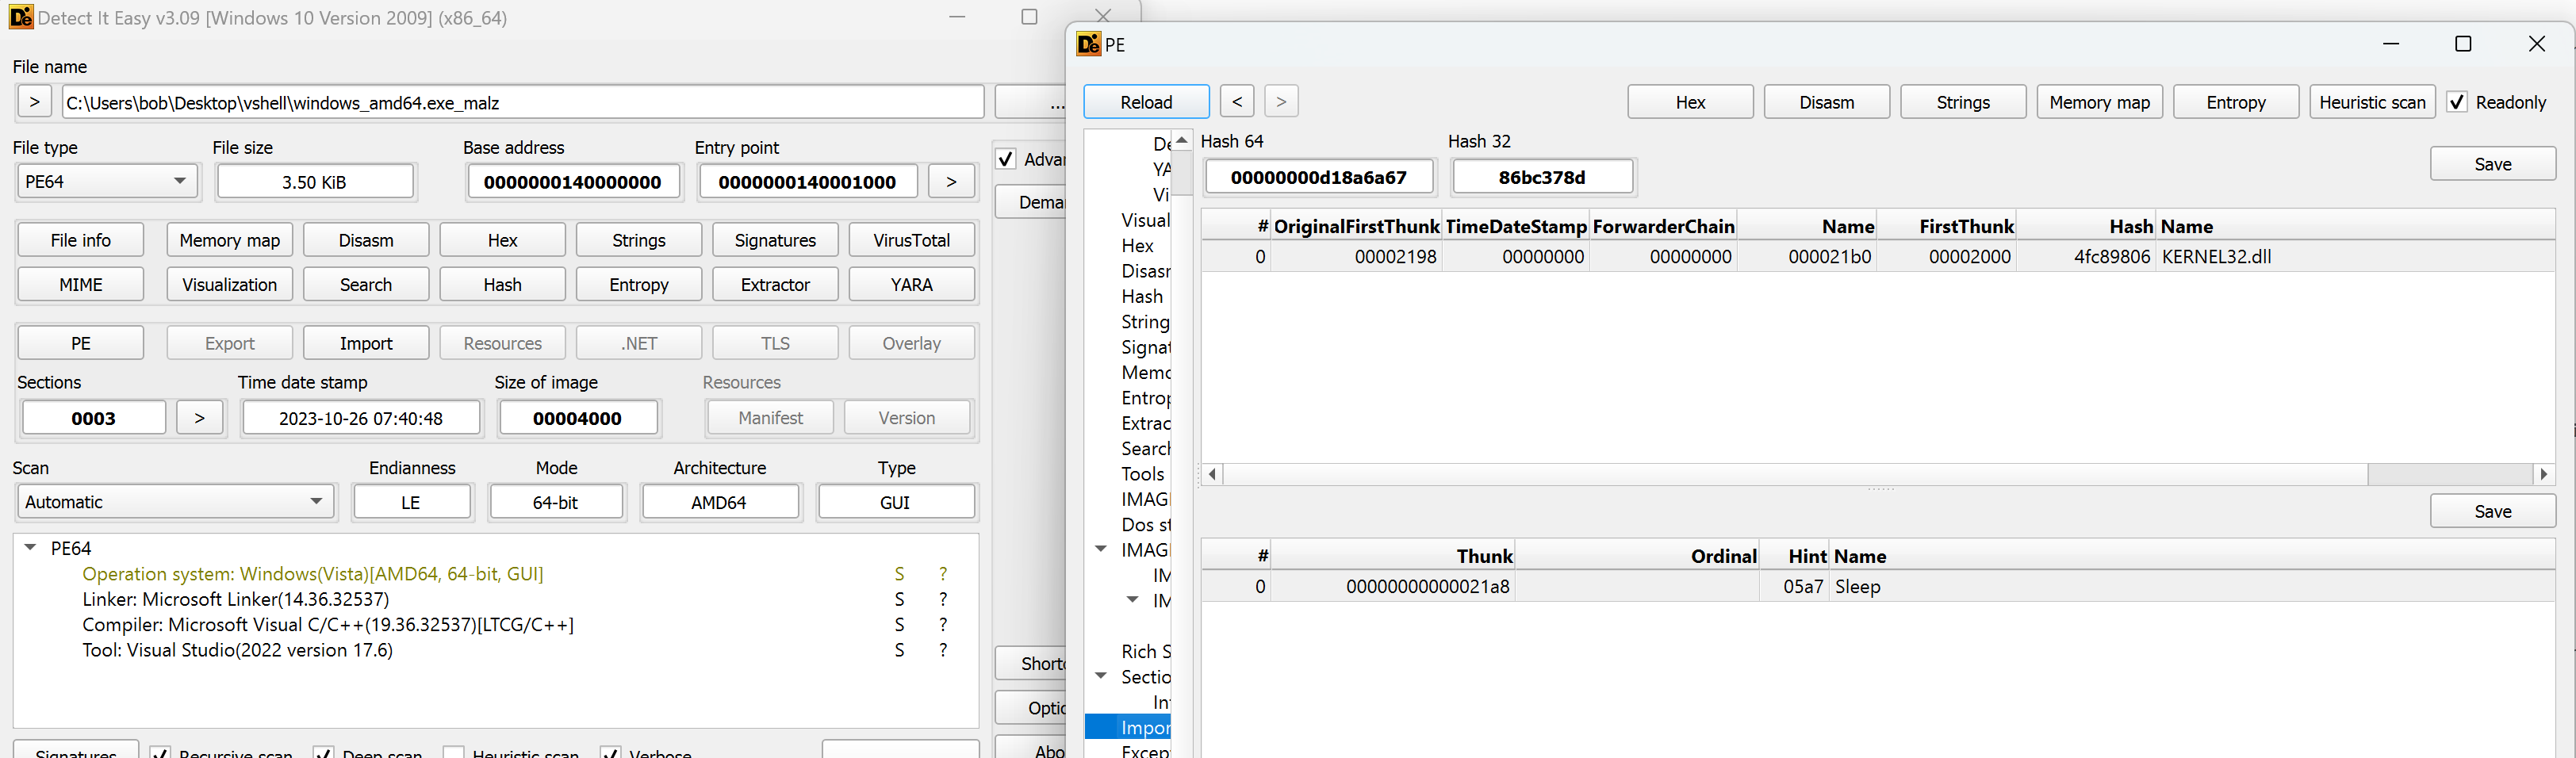 Detect It Easy v3.09 [Windows 10 Version 2009] (x86_64)
File name
> C:\Users\bob\Desktop\vshell\windows_amd64.exe_malz ...
File type File size Base address Entry point
PE64 3.50 KiB 0000000140000000 0000000140001000 >
Advar
Deman
File info Memory map Disasm Hex Strings Signatures VirusTotal
MIME Visualization Search Hash Entropy Extractor YARA
PE Export Import Resources .NET TLS Overlay
Sections Time date stamp Size of image Resources
0003 > 2023-10-26 07:40:48 00004000 Manifest Version
Scan Endianness Mode Architecture Type
Automatic LE 64-bit AMD64 GUI
PE64
Operation system: Windows(Vista)[AMD64, 64-bit, GUI] S ?
Linker: Microsoft Linker(14.36.32537) S ?
Compiler: Microsoft Visual C/C++(19.36.32537)[LTCG/C++] S ?
Tool: Visual Studio(2022 version 17.6) S ?
Shortc
Optic
Abo
Signatures Recursive scan Deep scan Heuristic scan Verbose
PE
Reload < > Hex Disasm Strings Memory map Entropy Heuristic scan Readonly
De
YA
Vi
Visual
Hex
Disasr
Hash
String
Signat
Memo
Entrop
Extrac
Search
Tools
IMAG
Dos st
IMAG
IM
IM
Rich S
Sectio
In
Impor
Excep
Hash 64 Hash 32
00000000d18a6a67 86bc378d
Save
# OriginalFirstThunk TimeDateStamp ForwarderChain Name FirstThunk Hash Name
0 00002198 00000000 00000000 000021b0 00002000 4fc89806 KERNEL32.dll
Save
# Thunk Ordinal Hint Name
0 00000000000021a8 05a7 Sleep